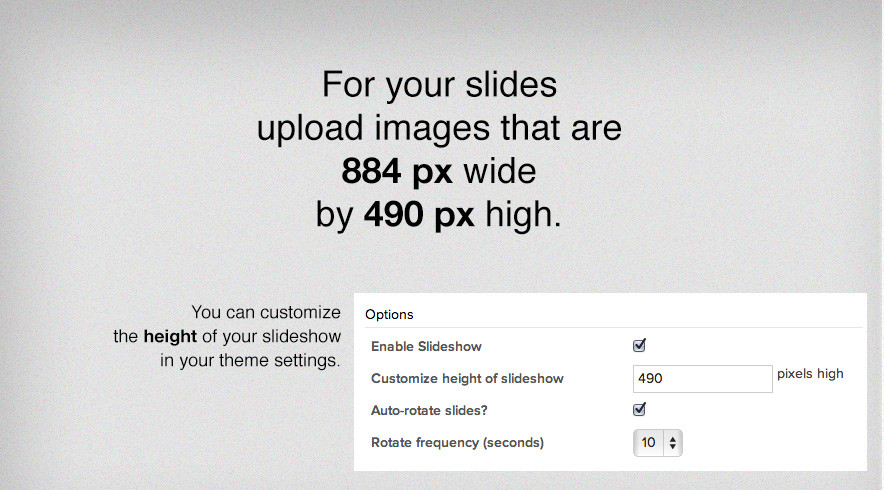 For your slides
upload images that are
884 px wide
by 490 px high.
You can customize
the height of your slideshow
in your theme settings.
Options
Enable Slideshow
Customize height of slideshow 490 pixels high
Auto-rotate slides?
Rotate frequency (seconds) 10